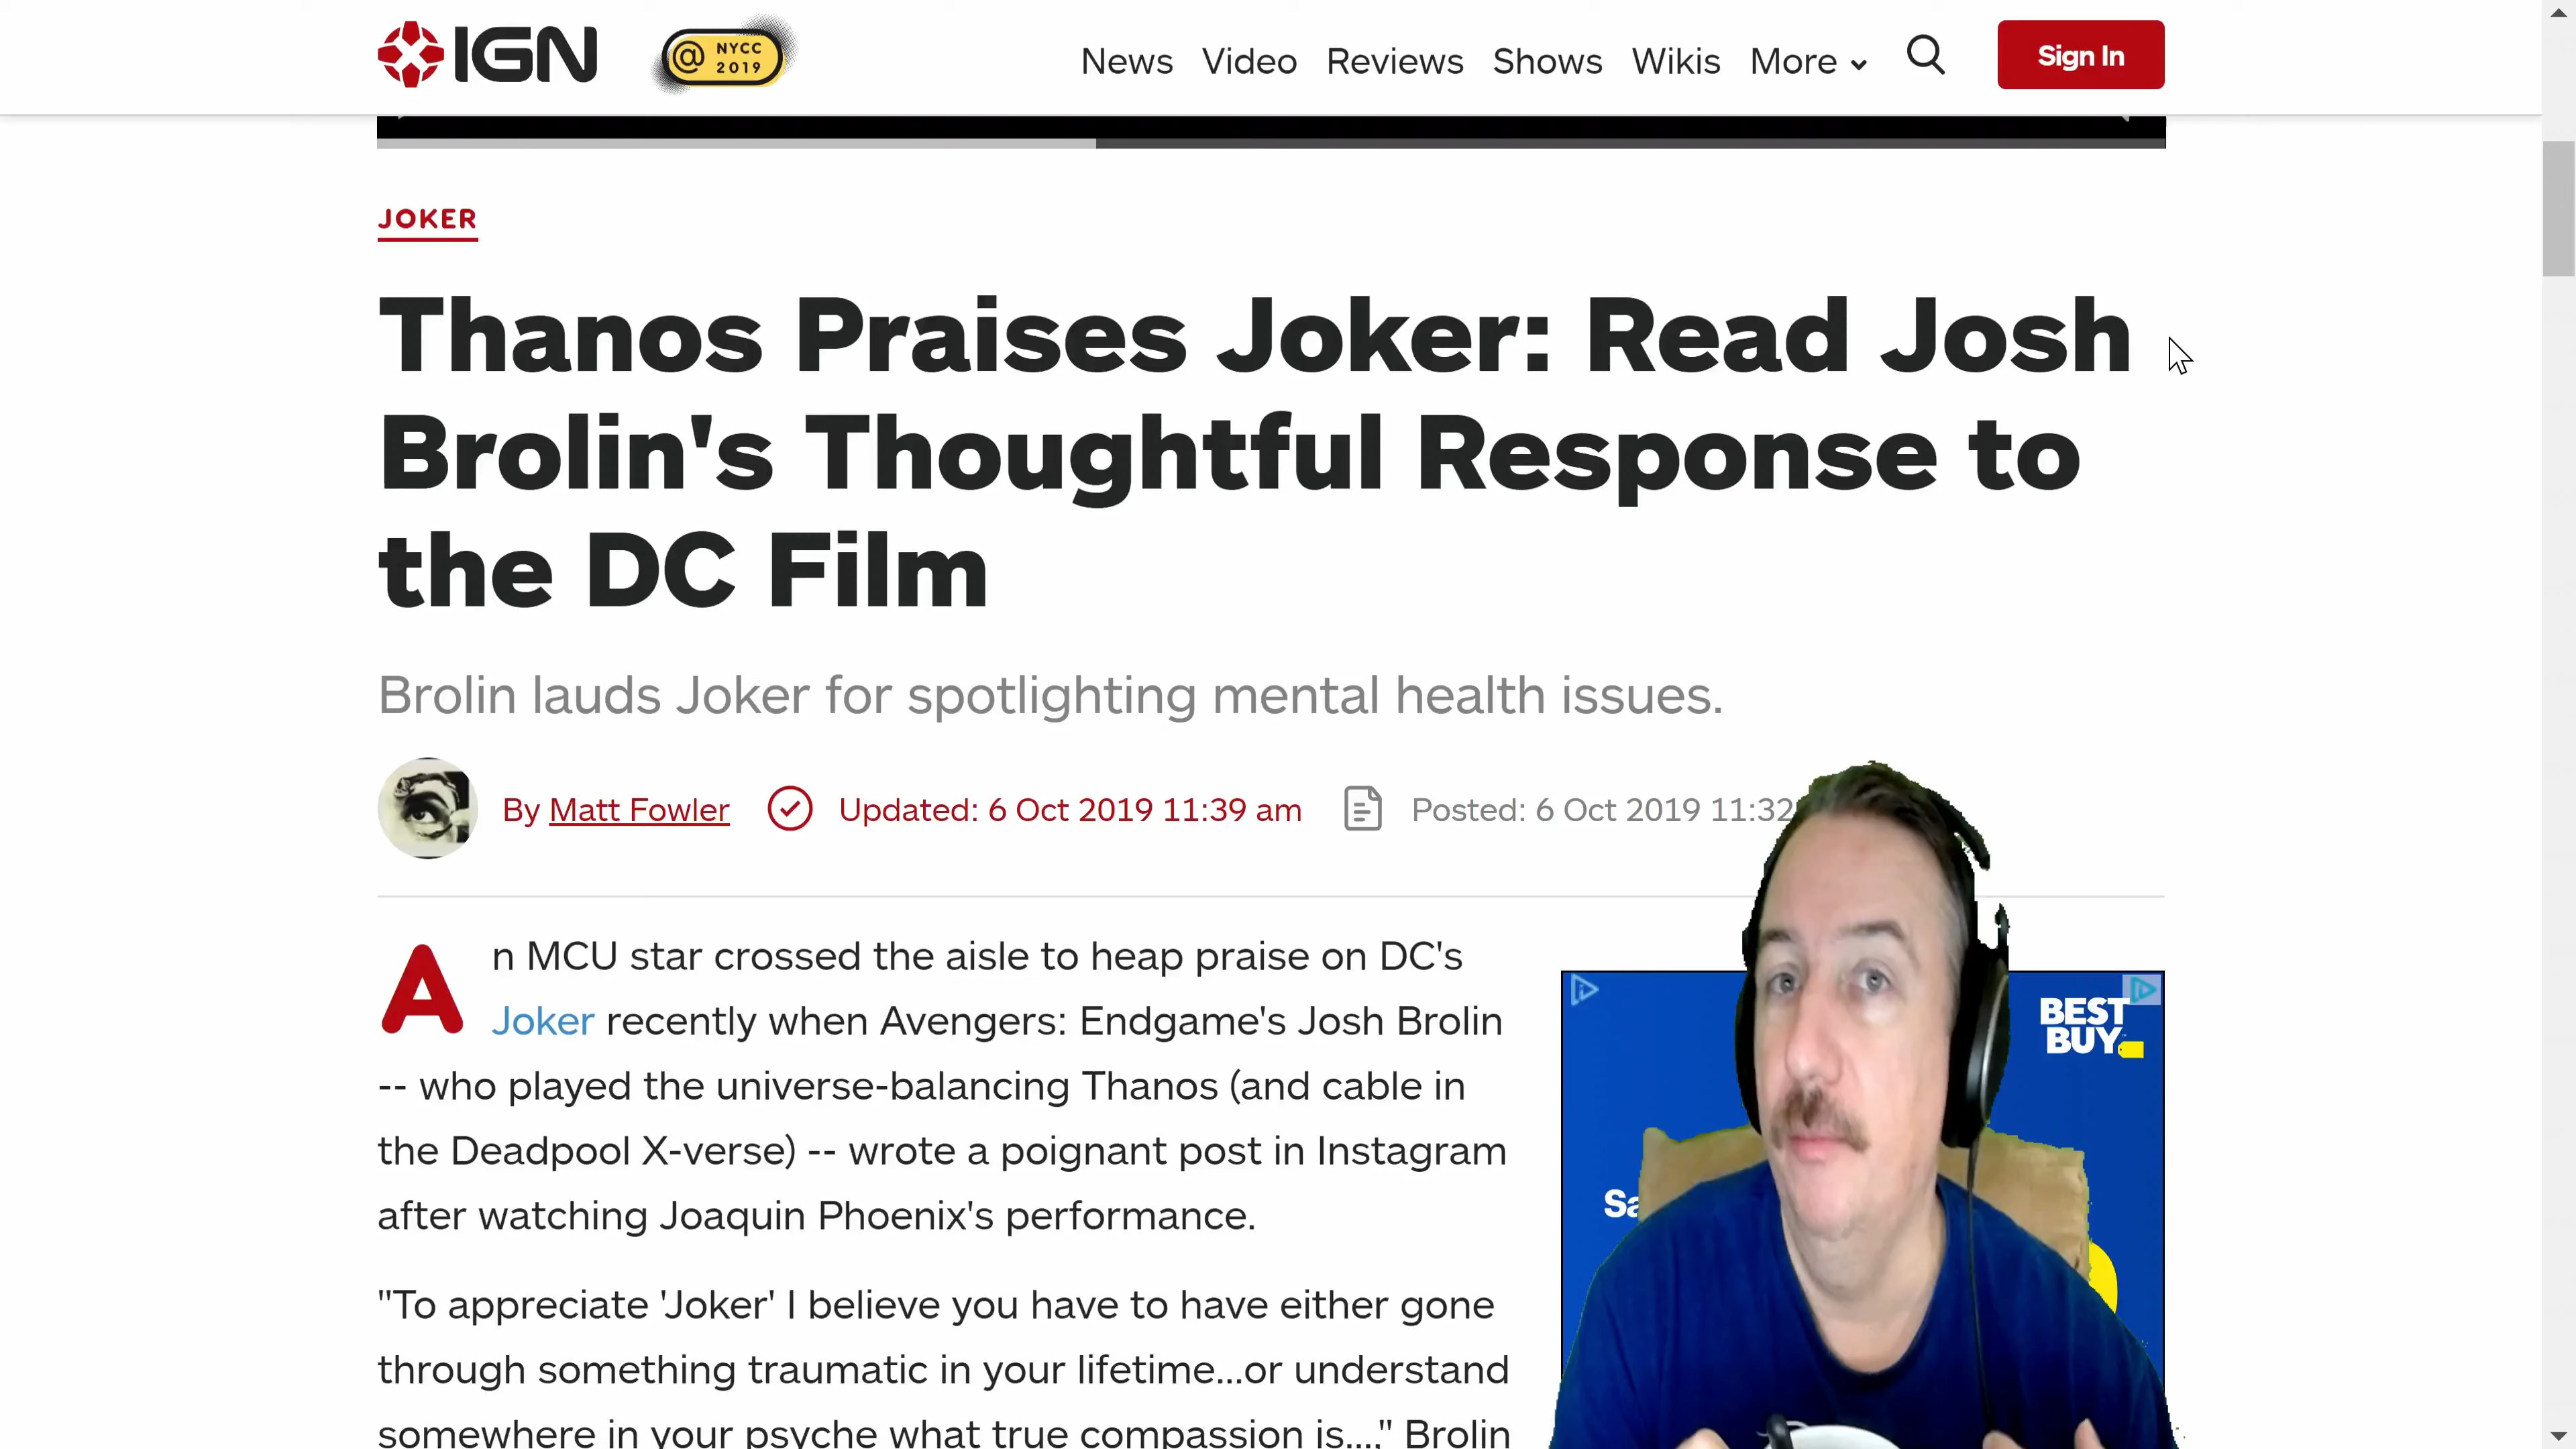 IGN
@ NYCC
2019
News Video Reviews Shows Wikis More
Sign In
JOKER
Thanos Praises Joker: Read Josh
Brolin's Thoughtful Response to
the DC Film
Brolin lauds Joker for spotlighting mental health issues.
By Matt Fowler Updated: 6 Oct 2019 11:39 am Posted: 6 Oct 2019 11:32
An MCU star crossed the aisle to heap praise on DC's
Joker recently when Avengers: Endgame's Josh Brolin
-- who played the universe-balancing Thanos (and cable in
the Deadpool X-verse) -- wrote a poignant post in Instagram
after watching Joaquin Phoenix's performance.
"To appreciate 'Joker' I believe you have to have either gone
through something traumatic in your lifetime...or understand
somewhere in your psyche what true compassion is...," Brolin
BEST
BUY